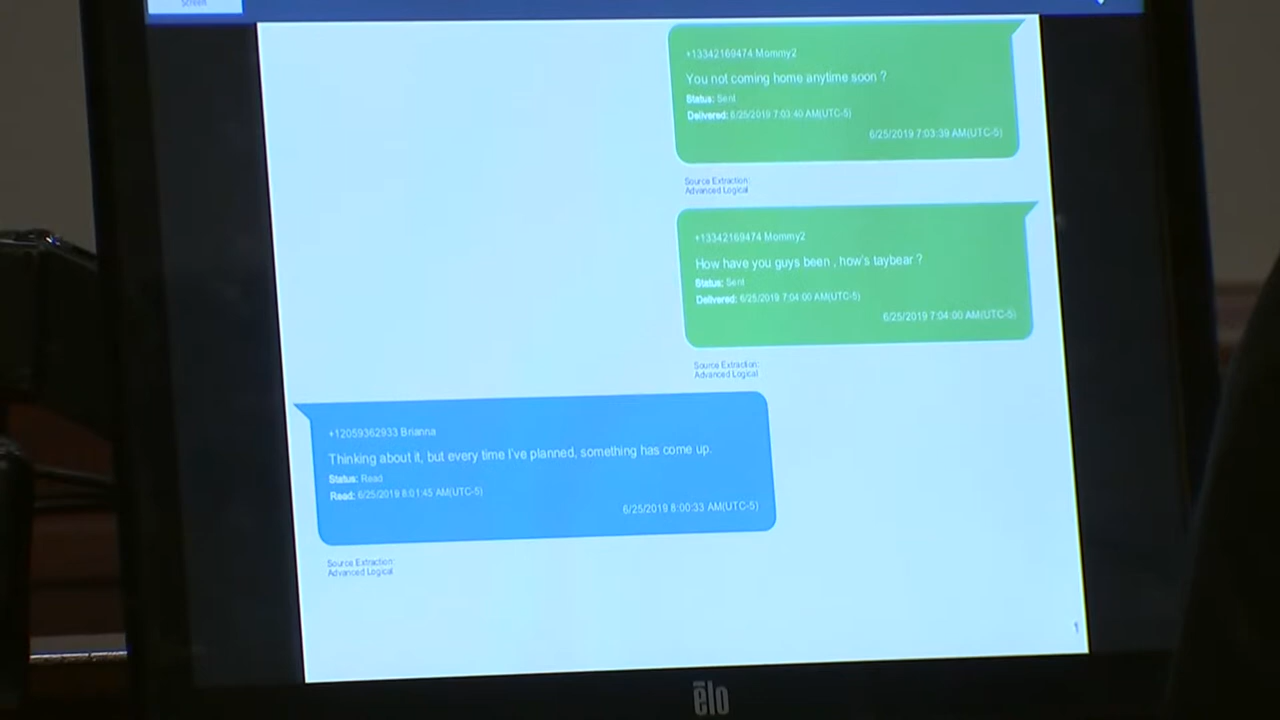 Screen
+13342169474 Mommy2
You not coming home anytime soon ?
Status: Sent
Delivered: 6/25/2019 7:03:40 AM(UTC-5)
6/25/2019 7:03:39 AM(UTC-5)
Source Extraction:
Advanced Logical
+13342169474 Mommy2
How have you guys been , how's taybear ?
Status: Sent
Delivered: 6/25/2019 7:04:00 AM(UTC-5)
6/25/2019 7:04:00 AM(UTC-5)
Source Extraction:
Advanced Logical
+12059362933 Brianna
Thinking about it, but every time I've planned, something has come up.
Status: Read
Read: 6/25/2019 8:01:45 AM(UTC-5)
6/25/2019 8:00:33 AM(UTC-5)
Source Extraction:
Advanced Logical
1
ēlo